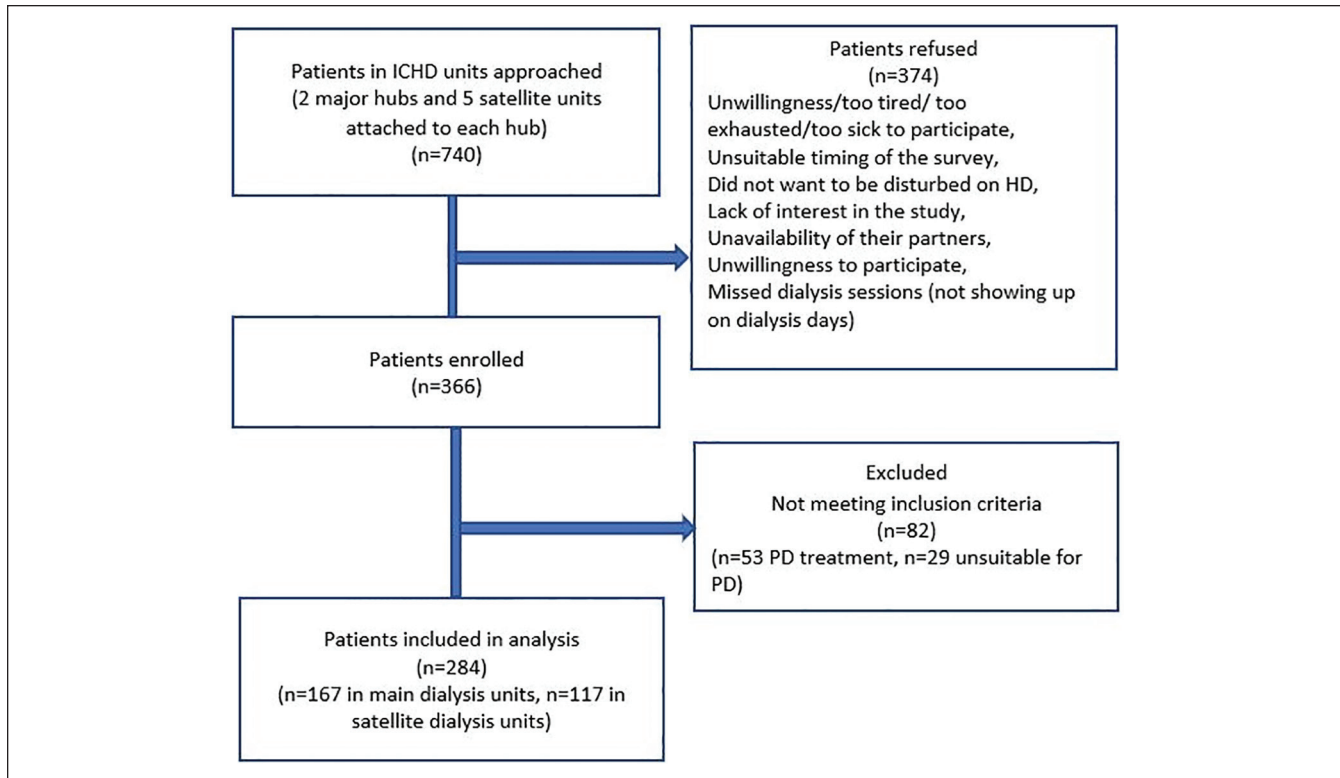 Patients in ICHD units approached
(2 major hubs and 5 satellite units
attached to each hub)
(n=740)
Patients refused
(n=374)
Unwillingness/too tired/ too
exhausted/too sick to participate,
Unsuitable timing of the survey,
Did not want to be disturbed on HD,
Lack of interest in the study,
Unavailability of their partners,
Unwillingness to participate,
Missed dialysis sessions (not showing up
on dialysis days)
Patients enrolled
(n=366)
Excluded
Not meeting inclusion criteria
(n=82)
(n=53 PD treatment, n=29 unsuitable for
PD)
Patients included in analysis
(n=284)
(n=167 in main dialysis units, n=117 in
satellite dialysis units)